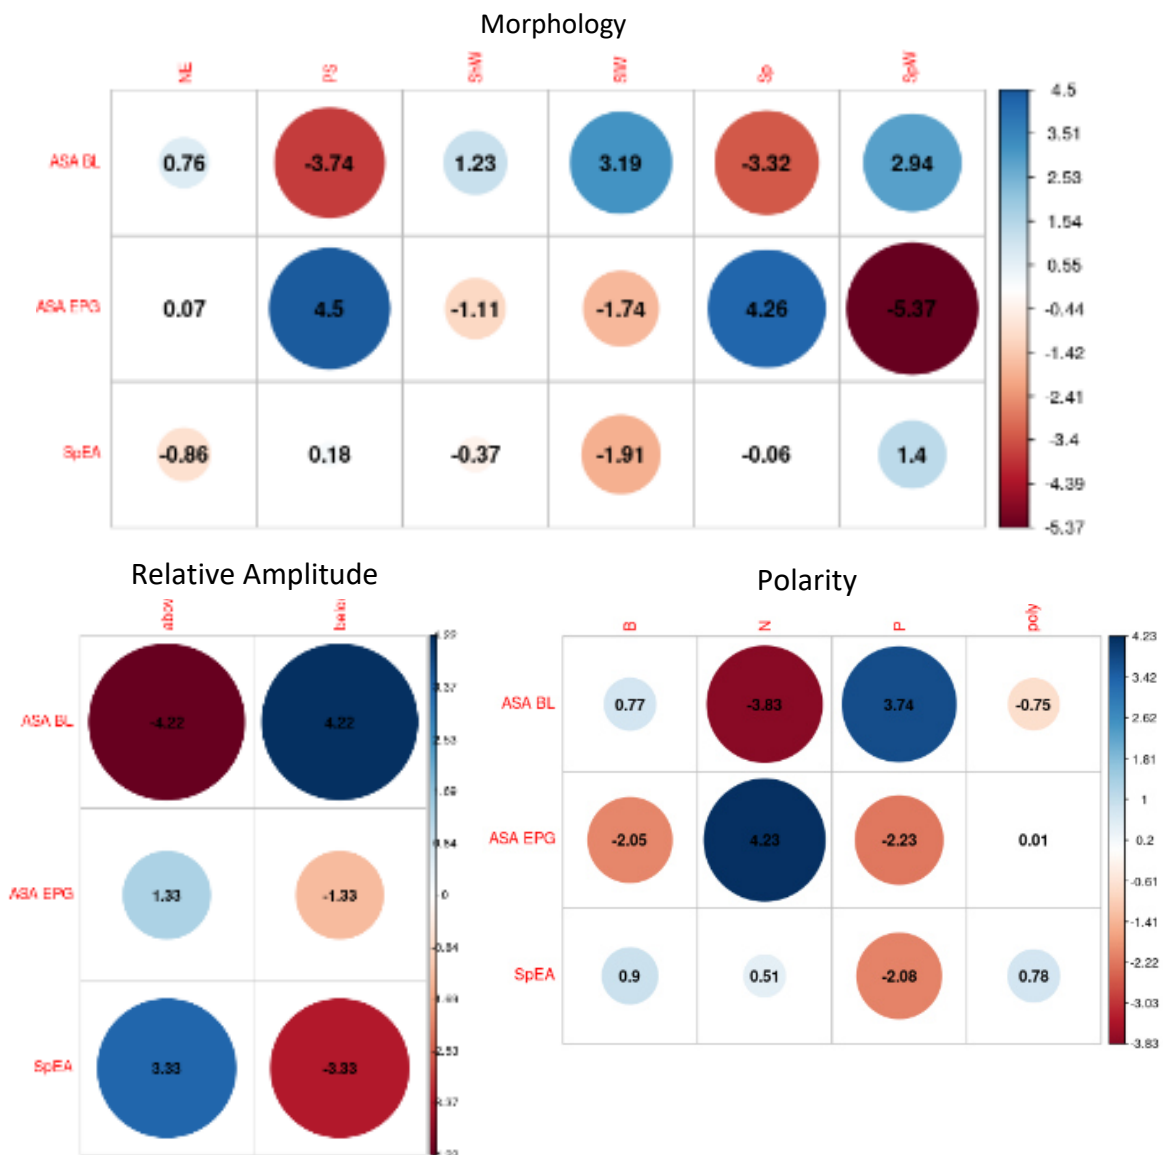 Morphology
NE PS SW Sp SpW
4.5
ASA BL 0.76 -3.74 1.23 3.19 -3.32 2.94
3.51
2.53
1.54
0.55
ASA EPG 0.07 4.5 -1.11 -1.74 4.26 -5.37
-0.44
-1.42
-2.41
SpEA -0.86 0.18 -0.37 -1.91 -0.06 1.4
-3.4
-4.39
-5.37
Relative Amplitude
ASA BL -4.22 4.22
ASA EPG 1.33 -1.33
0
SpEA 3.33 -3.33
Polarity
B N P poly
4.23
ASA BL 0.77 -3.83 3.74 -0.75
3.42
2.62
1.81
1
ASA EPG -2.05 4.23 -2.23 0.01
0.2
-0.61
-1.41
SpEA 0.9 0.51 -2.08 0.78
-2.22
-3.03
-3.83